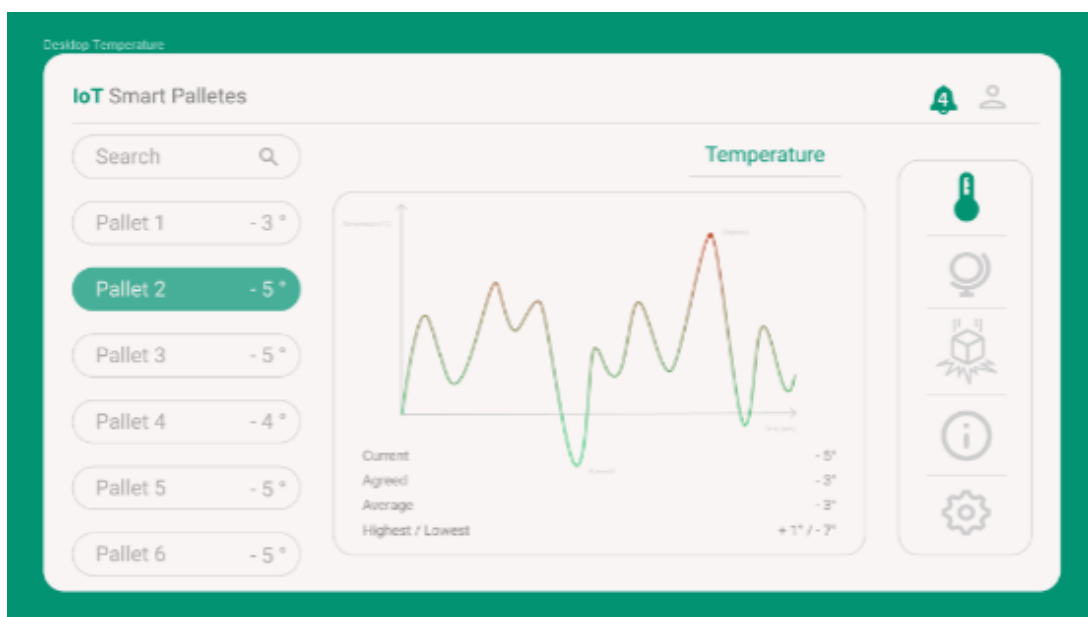 Desktop Temperature
IoT Smart Palletes
4
Search
Temperature
Pallet 1 - 3 °
Pallet 2 - 5 °
Pallet 3 - 5 °
Pallet 4 - 4 °
Pallet 5 - 5 °
Pallet 6 - 5 °
Highest
Current - 5°
Agreed - 3°
Average - 3°
Highest / Lowest + 1° / - 7°